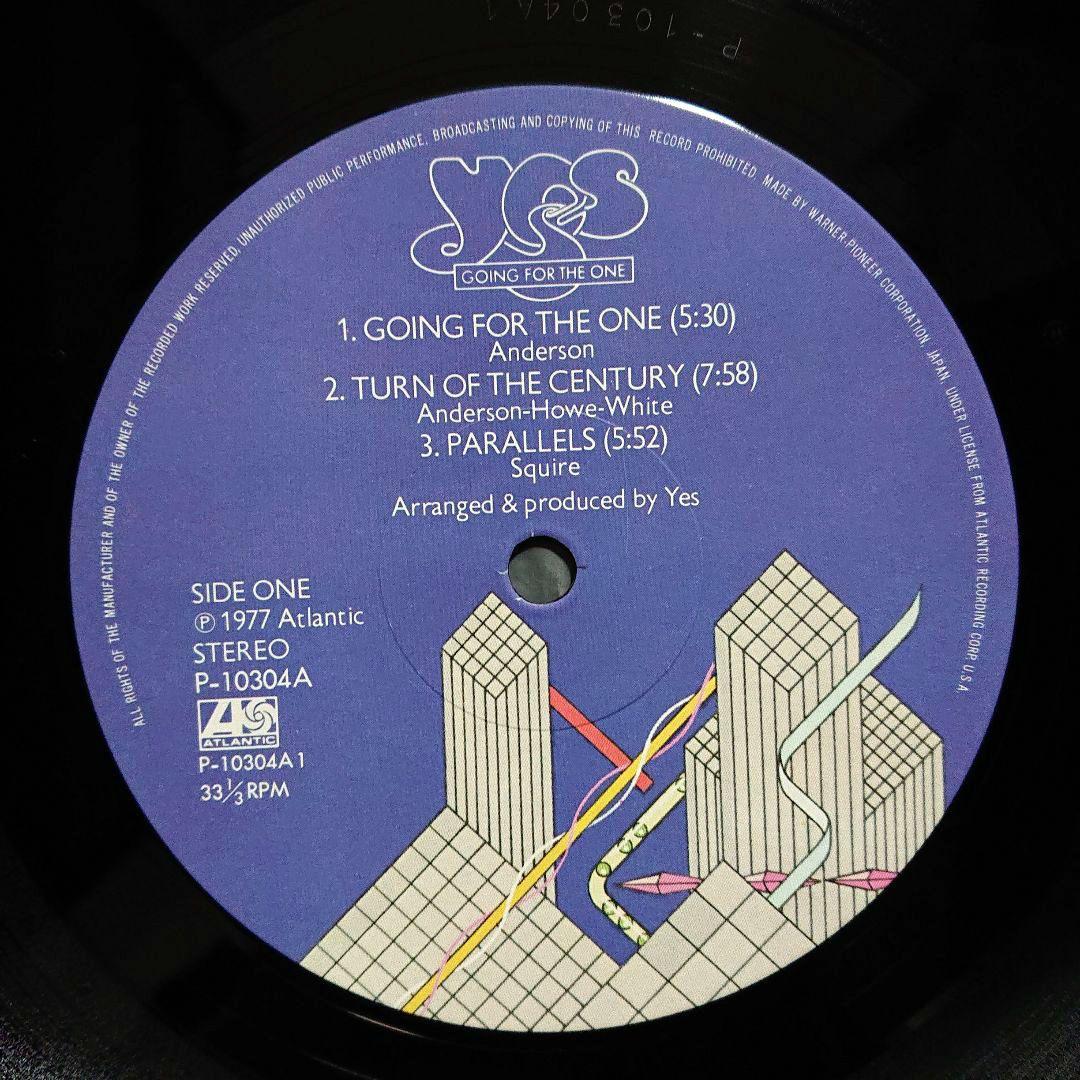 P-10304A1
ALL RIGHTS OF THE MANUFACTURER AND OF THE OWNER OF THE RECORDED WORK RESERVED. UNAUTHORIZED PUBLIC PERFORMANCE. BROADCASTING AND COPYING OF THIS RECORD PROHIBITED MADE BY WARNER-PIONEER CORPORATION, JAPAN, UNDER LICENSE FROM ATLANTIC RECORDING CORP. U.S.A.
YES
GOING FOR THE ONE
1. GOING FOR THE ONE (5:30)
Anderson
2. TURN OF THE CENTURY (7:58)
Anderson-Howe-White
3. PARALLELS (5:52)
Squire
Arranged & produced by Yes
SIDE ONE
℗ 1977 Atlantic
STEREO
P-10304A
ATLANTIC
P-10304A1
33⅓ RPM